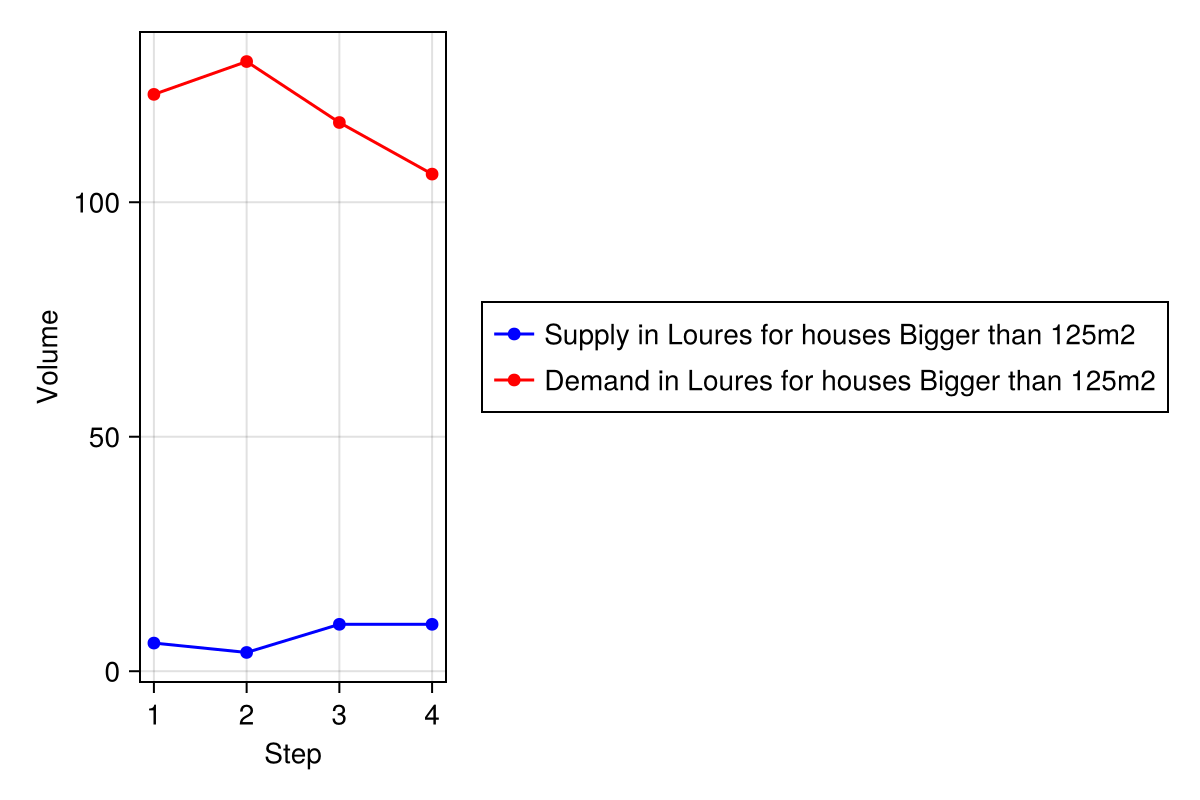 Volume
100
50
0
1 2 3 4
Step
Supply in Loures for houses Bigger than 125m2
Demand in Loures for houses Bigger than 125m2